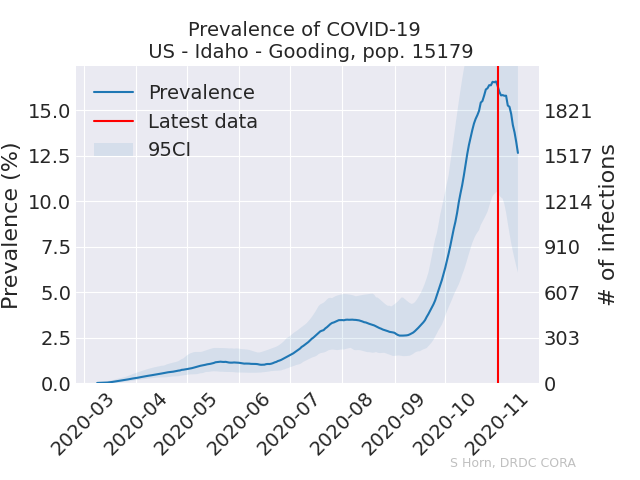 Prevalence of COVID-19
US - Idaho - Gooding, pop. 15179
Prevalence
Latest data
95CI
Prevalence (%)
15.0
12.5
10.0
7.5
5.0
2.5
0.0
1821
1517
1214
910
607
303
0
# of infections
2020-03
2020-04
2020-05
2020-06
2020-07
2020-08
2020-09
2020-10
2020-11
S Horn, DRDC CORA